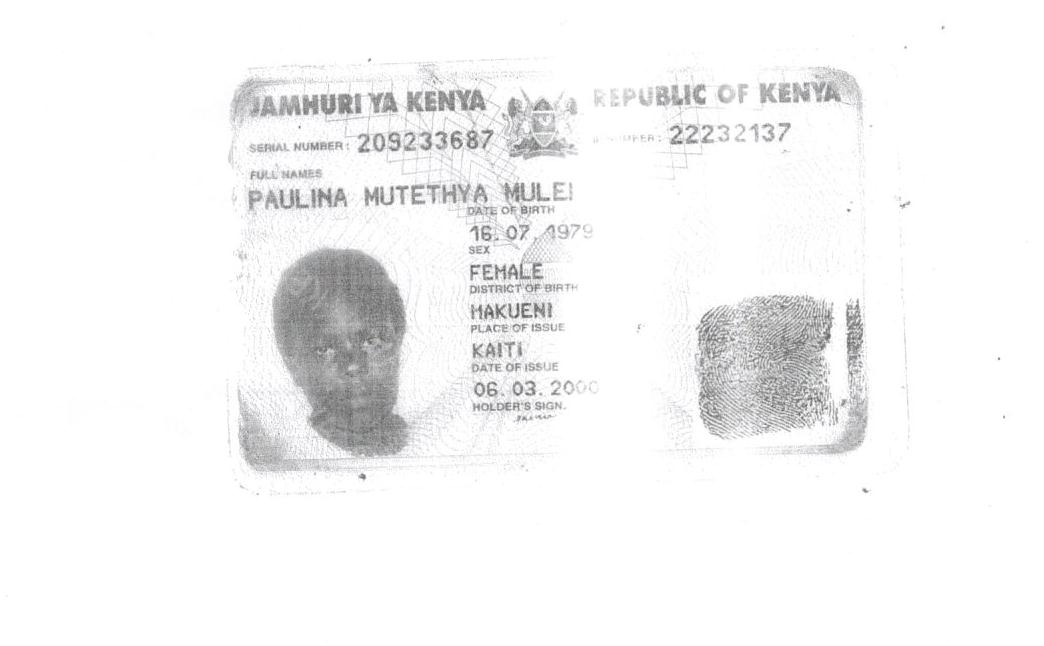 JAMHURI YA KENYA REPUBLIC OF KENYA
SERIAL NUMBER: 209233687 NUMBER: 22232137
FULL NAMES
PAULINA MUTETHYA MULEI
DATE OF BIRTH
16. 07. 1979
SEX
FEMALE
DISTRICT OF BIRTH
MAKUENI
PLACE OF ISSUE
KAITI
DATE OF ISSUE
06. 03. 2000
HOLDER'S SIGN.